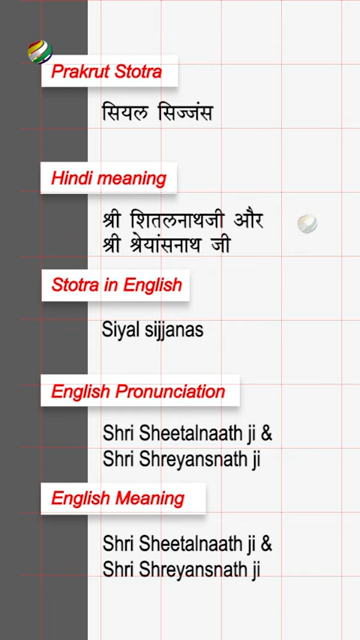 Prakrut Stotra
सियल सिज्जंस
Hindi meaning
श्री शितलनाथजी और
श्री श्रेयांसनाथ जी
Stotra in English
Siyal sijjanas
English Pronunciation
Shri Sheetalnaath ji &
Shri Shreyansnath ji
English Meaning
Shri Sheetalnaath ji &
Shri Shreyansnath ji